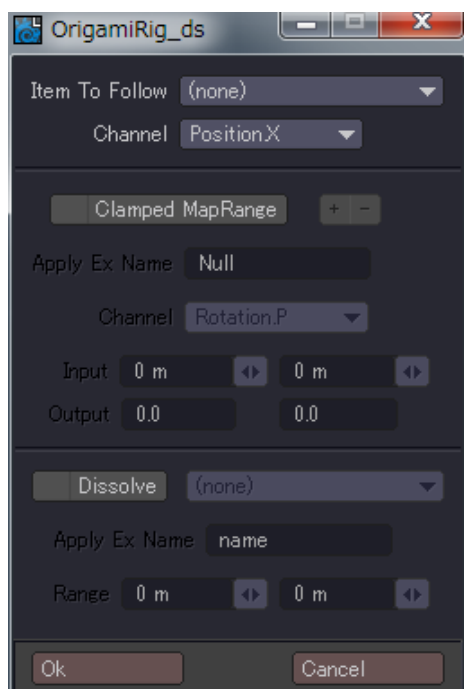 OrigamiRig_ds
Item To Follow (none)
Channel Position.X
Clamped MapRange + -
Apply Ex Name Null
Channel Rotation.P
Input 0 m 0 m
Output 0.0 0.0
Dissolve (none)
Apply Ex Name name
Range 0 m 0 m
Ok Cancel